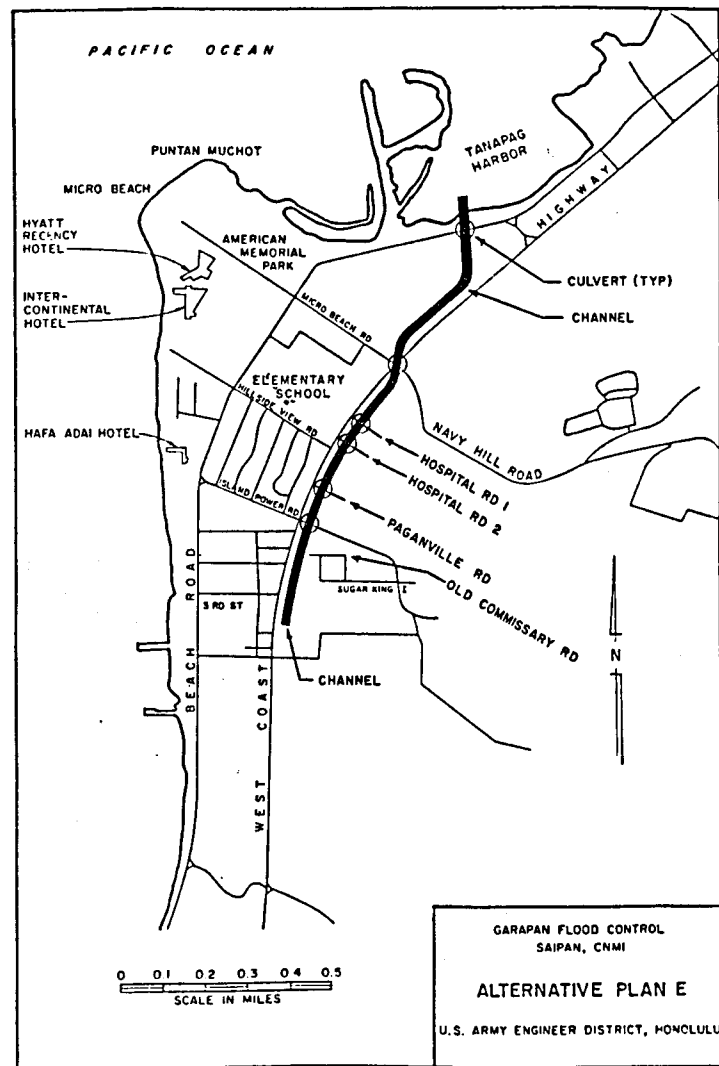 PACIFIC OCEAN
PUNTAN MUCHOT
MICRO BEACH
TANAPAG
HARBOR
HIGHWAY
HYATT
REGENCY
HOTEL
AMERICAN
MEMORIAL
PARK
INTER-
CONTINENTAL
HOTEL
CULVERT (TYP)
CHANNEL
MICRO BEACH RD
ELEMENTARY
SCHOOL
HILLSIDE VIEW RD
HAFA ADAI HOTEL
NAVY HILL ROAD
HOSPITAL RD 1
HOSPITAL RD 2
ISLAND POWER RD
PAGANVILLE RD
OLD COMMISSARY RD
SUGAR KING I
3 RD ST
BEACH ROAD
WEST COAST
CHANNEL
N
0 0.1 0.2 0.3 0.4 0.5
SCALE IN MILES
GARAPAN FLOOD CONTROL
SAIPAN, CNMI
ALTERNATIVE PLAN E
U.S. ARMY ENGINEER DISTRICT, HONOLULU